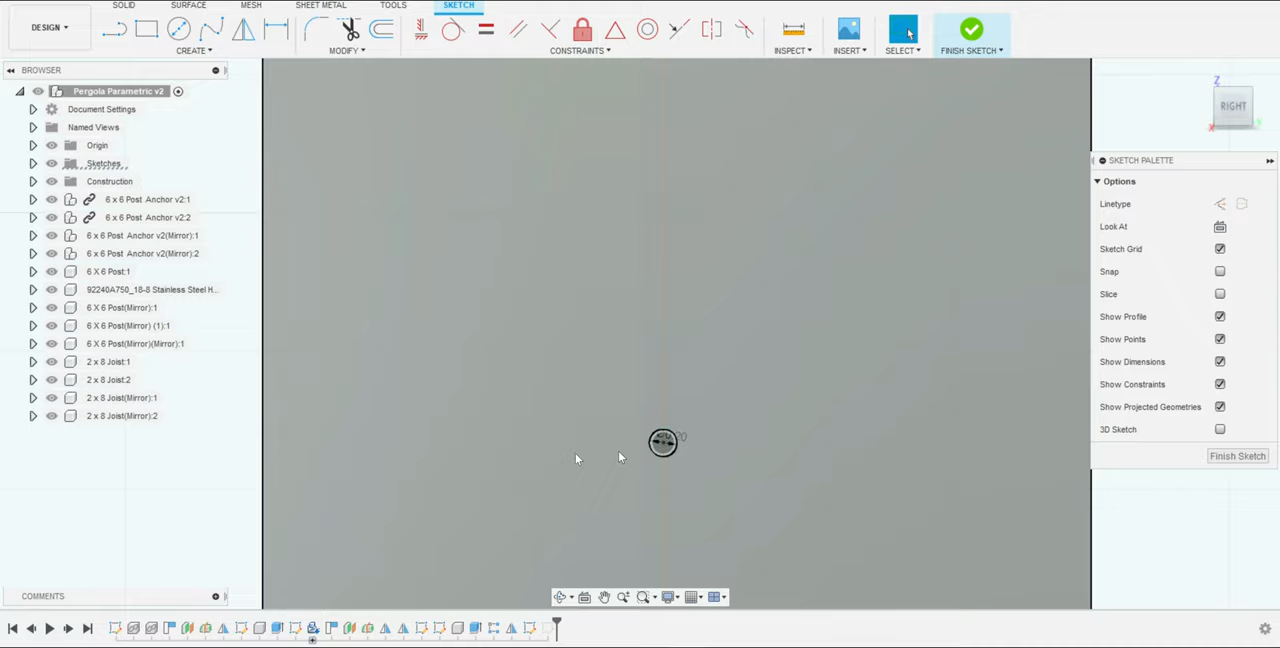 SOLID SURFACE MESH SHEET METAL TOOLS SKETCH
DESIGN
CREATE MODIFY CONSTRAINTS INSPECT INSERT SELECT FINISH SKETCH
BROWSER
Pergola Parametric v2
Document Settings
Named Views
Origin
Sketches
Construction
6 x 6 Post Anchor v2:1
6 x 6 Post Anchor v2:2
6 x 6 Post Anchor v2(Mirror):1
6 x 6 Post Anchor v2(Mirror):2
6 X 6 Post:1
92240A750_18-8 Stainless Steel H...
6 X 6 Post(Mirror):1
6 X 6 Post(Mirror) (1):1
6 X 6 Post(Mirror)(Mirror):1
2 x 8 Joist:1
2 x 8 Joist:2
2 x 8 Joist(Mirror):1
2 x 8 Joist(Mirror):2
Z
RIGHT
X
Y
SKETCH PALETTE
Options
Linetype
Look At
Sketch Grid
Snap
Slice
Show Profile
Show Points
Show Dimensions
Show Constraints
Show Projected Geometries
3D Sketch
Finish Sketch
COMMENTS